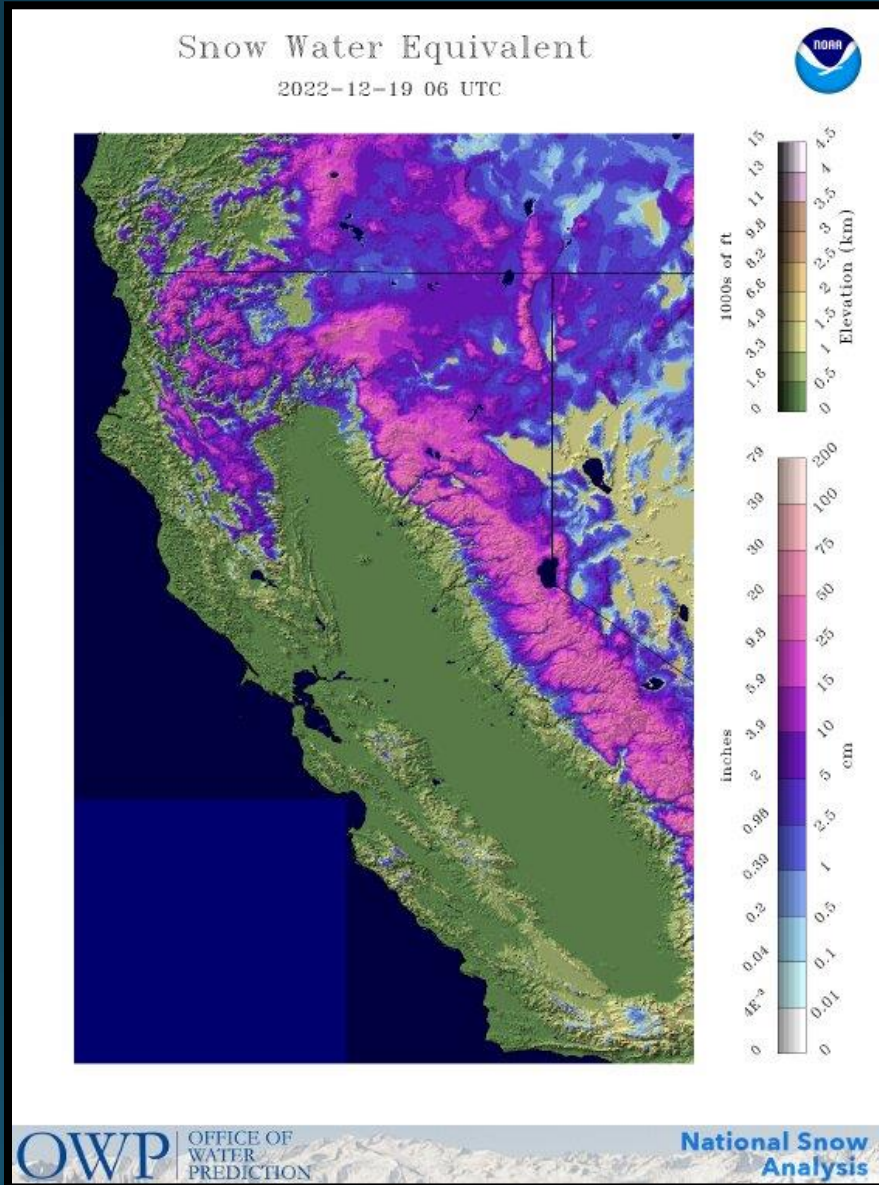 Snow Water Equivalent
2022-12-19 06 UTC
NOAA
15 4.5
13 4
11 3.5
9.8 3
8.2 2.5
6.6 2
4.9 1.5
3.3 1
1.6 0.5
0 0
1000s of ft
Elevation (km)
79 200
39 100
30 75
20 50
9.8 25
5.9 15
3.9 10
2 5
0.98 2.5
0.39 1
0.2 0.5
0.04 0.1
4E⁻³ 0.01
0 0
inches
cm
OWP
OFFICE OF
WATER
PREDICTION
National Snow
Analysis